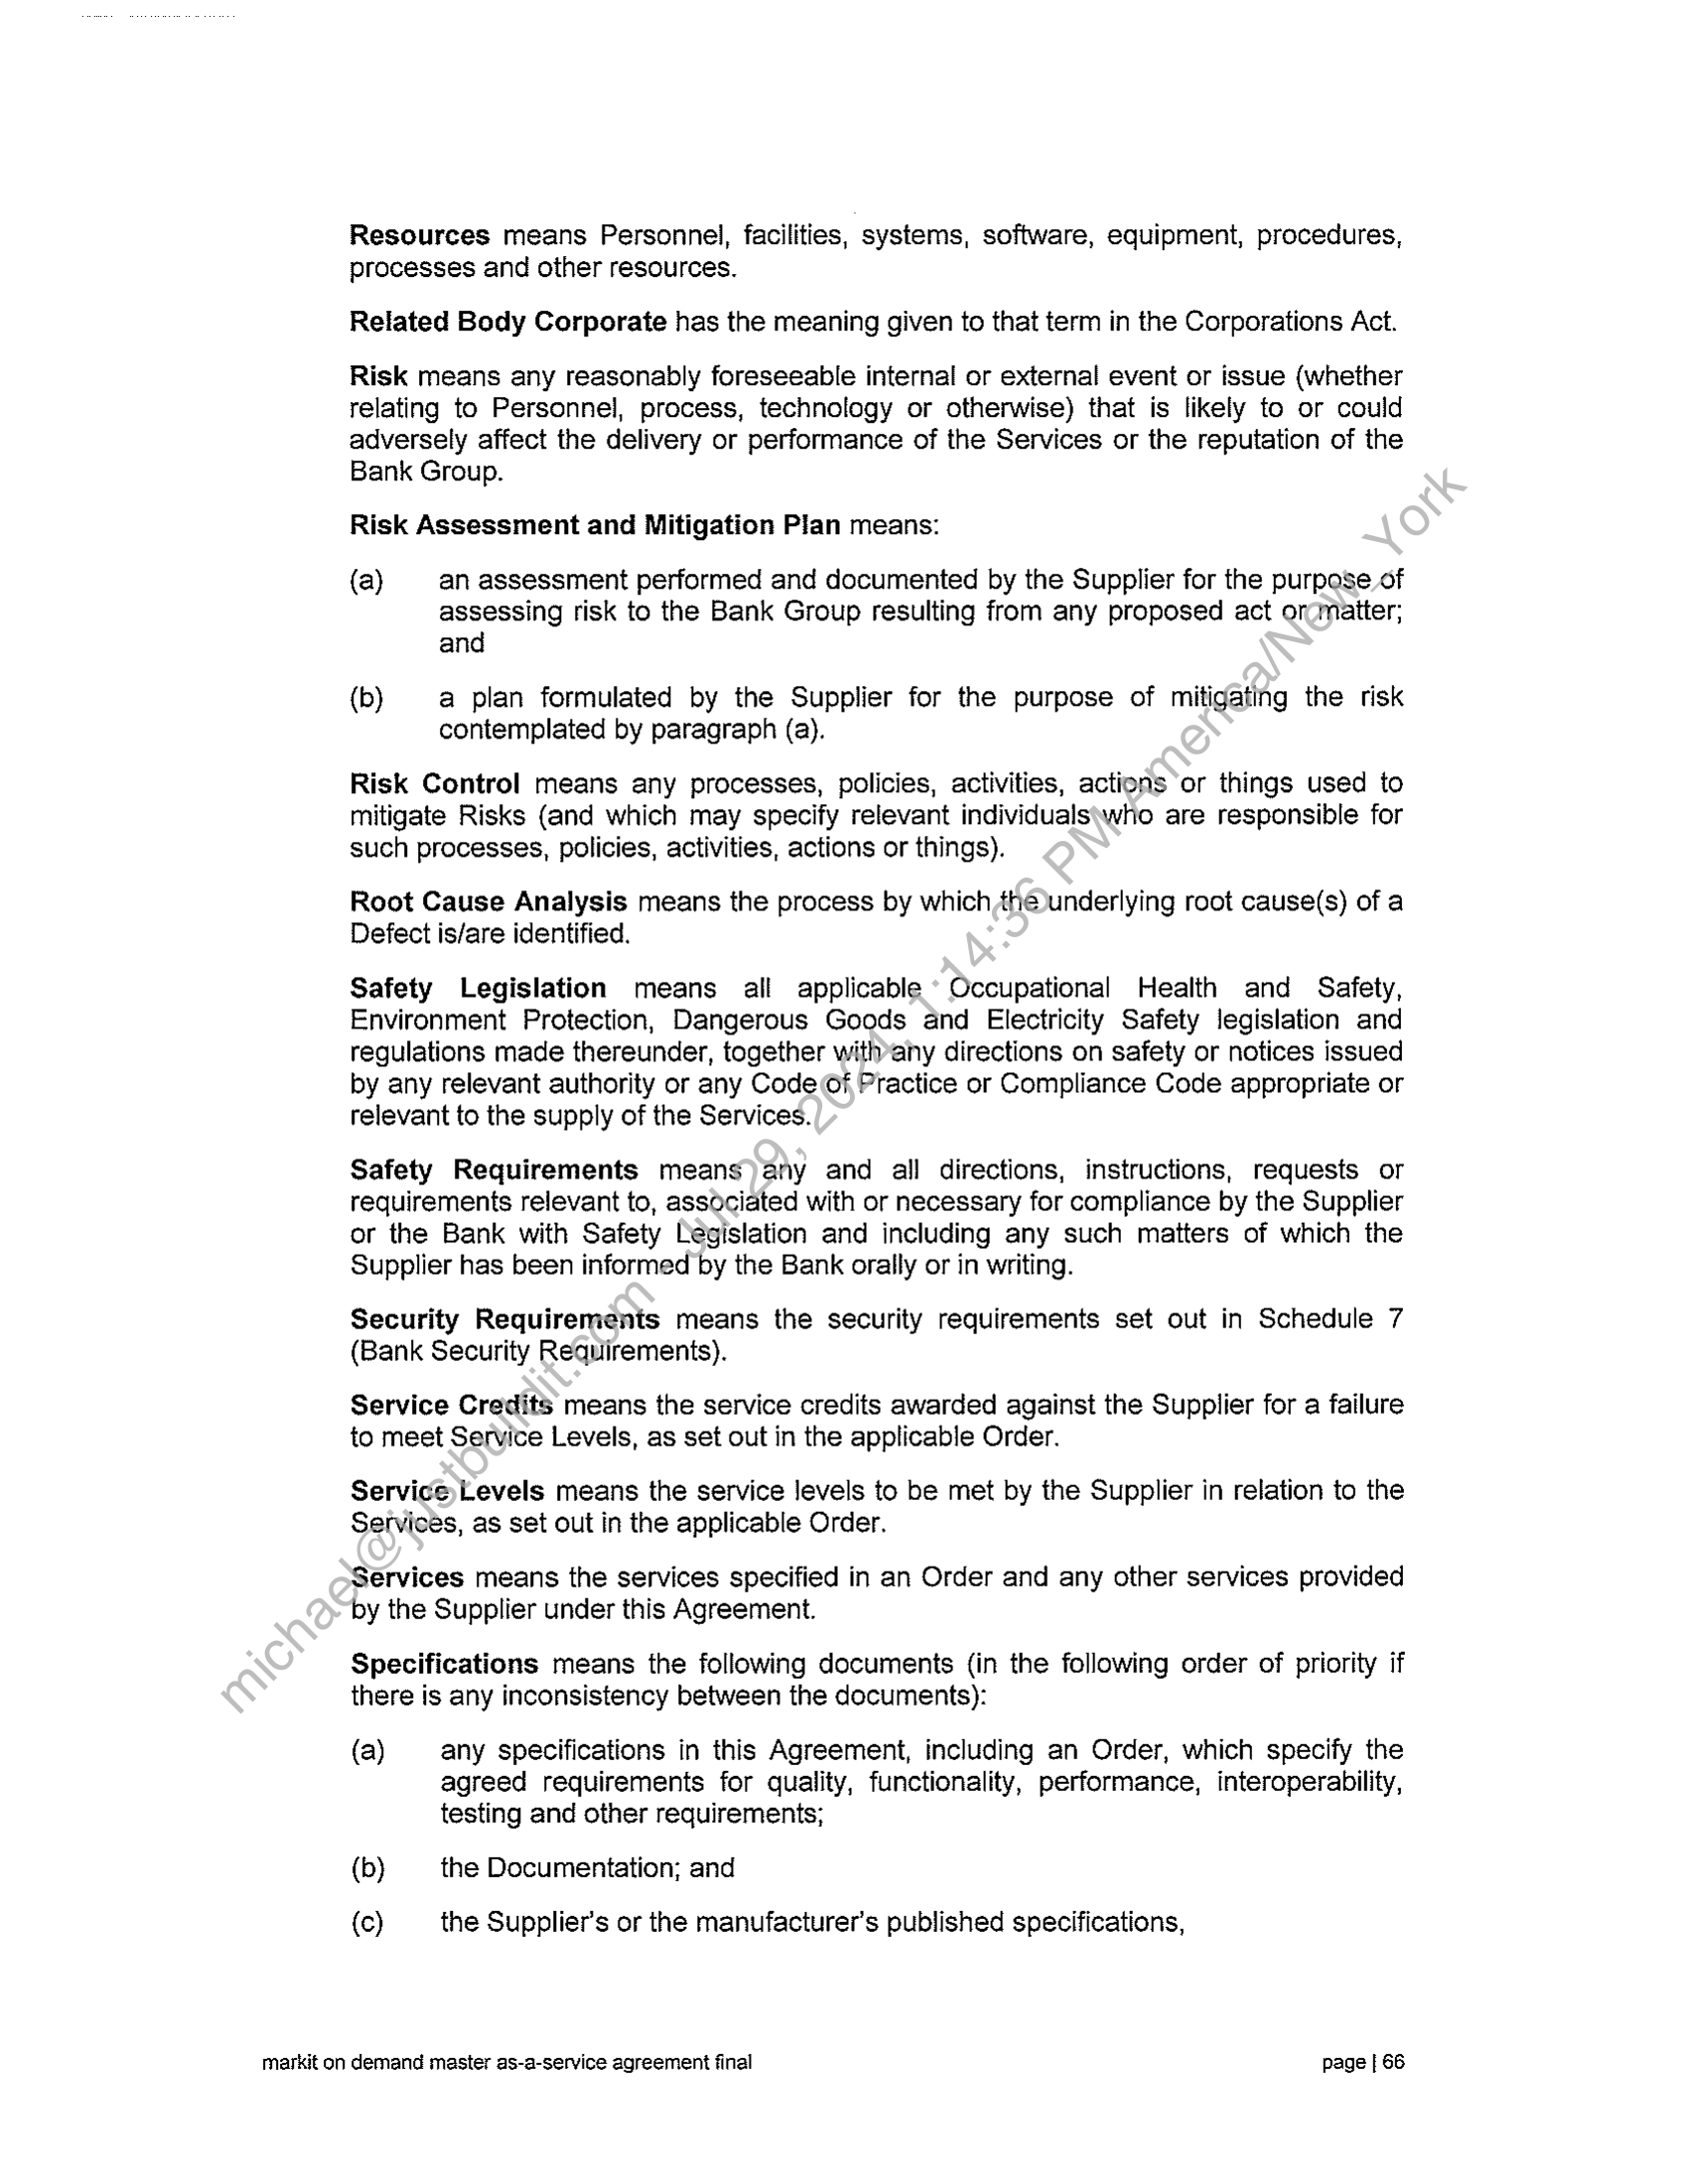 Resources means Personnel, facilities, systems, software, equipment, procedures,
processes and other resources.
Related Body Corporate has the meaning given to that term in the Corporations Act.
Risk means any reasonably foreseeable internal or external event or issue (whether
relating to Personnel, process, technology or otherwise) that is likely to or could
adversely affect the delivery or performance of the Services or the reputation of the
Bank Group.
Risk Assessment and Mitigation Plan means:
(a) an assessment performed and documented by the Supplier for the purpose of
assessing risk to the Bank Group resulting from any proposed act or matter;
and
(b) a plan formulated by the Supplier for the purpose of mitigating the risk
contemplated by paragraph (a).
Risk Control means any processes, policies, activities, actions or things used to
mitigate Risks (and which may specify relevant individuals who are responsible for
such processes, policies, activities, actions or things).
Root Cause Analysis means the process by which the underlying root cause(s) of a
Defect is/are identified.
Safety Legislation means all applicable Occupational Health and Safety,
Environment Protection, Dangerous Goods and Electricity Safety legislation and
regulations made thereunder, together with any directions on safety or notices issued
by any relevant authority or any Code of Practice or Compliance Code appropriate or
relevant to the supply of the Services.
Safety Requirements means any and all directions, instructions, requests or
requirements relevant to, associated with or necessary for compliance by the Supplier
or the Bank with Safety Legislation and including any such matters of which the
Supplier has been informed by the Bank orally or in writing.
Security Requirements means the security requirements set out in Schedule 7
(Bank Security Requirements).
Service Credits means the service credits awarded against the Supplier for a failure
to meet Service Levels, as set out in the applicable Order.
Service Levels means the service levels to be met by the Supplier in relation to the
Services, as set out in the applicable Order.
Services means the services specified in an Order and any other services provided
by the Supplier under this Agreement.
Specifications means the following documents (in the following order of priority if
there is any inconsistency between the documents):
(a) any specifications in this Agreement, including an Order, which specify the
agreed requirements for quality, functionality, performance, interoperability,
testing and other requirements;
(b) the Documentation; and
(c) the Supplier's or the manufacturer's published specifications,
markit on demand master as-a-service agreement final page | 66
michael@justbuildit.com - Jul 29, 2024, 1:14:36 PM America/New_York